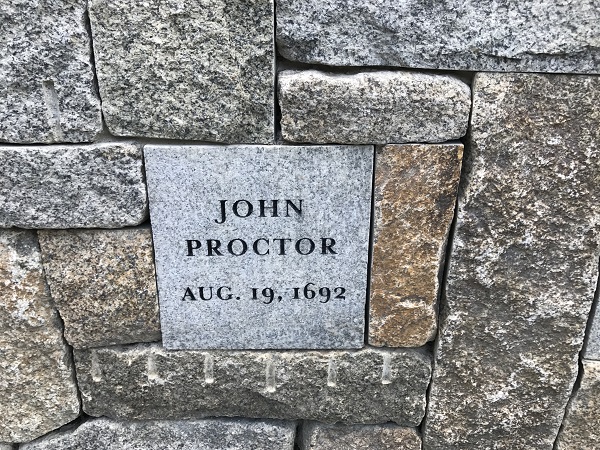 JOHN
PROCTOR
AUG. 19, 1692